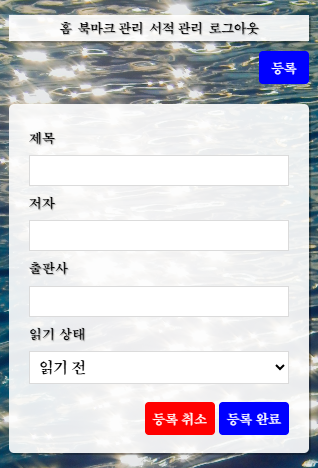 홈 북마크 관리 서적 관리 로그아웃
등록
제목
저자
출판사
읽기 상태
읽기 전
등록 취소 등록 완료